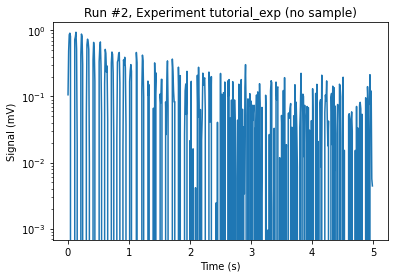 Run #2, Experiment tutorial_exp (no sample)
Signal (mV)
10⁰
10⁻¹
10⁻²
10⁻³
0 1 2 3 4 5
Time (s)